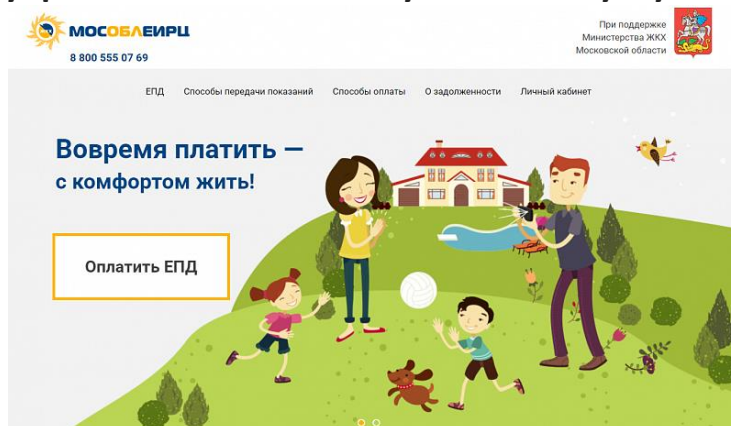 МОСОБЛЕИРЦ
8 800 555 07 69
При поддержке
Министерства ЖКХ
Московской области
ЕПД Способы передачи показаний Способы оплаты О задолженности Личный кабинет
Вовремя платить —
с комфортом жить!
Оплатить ЕПД